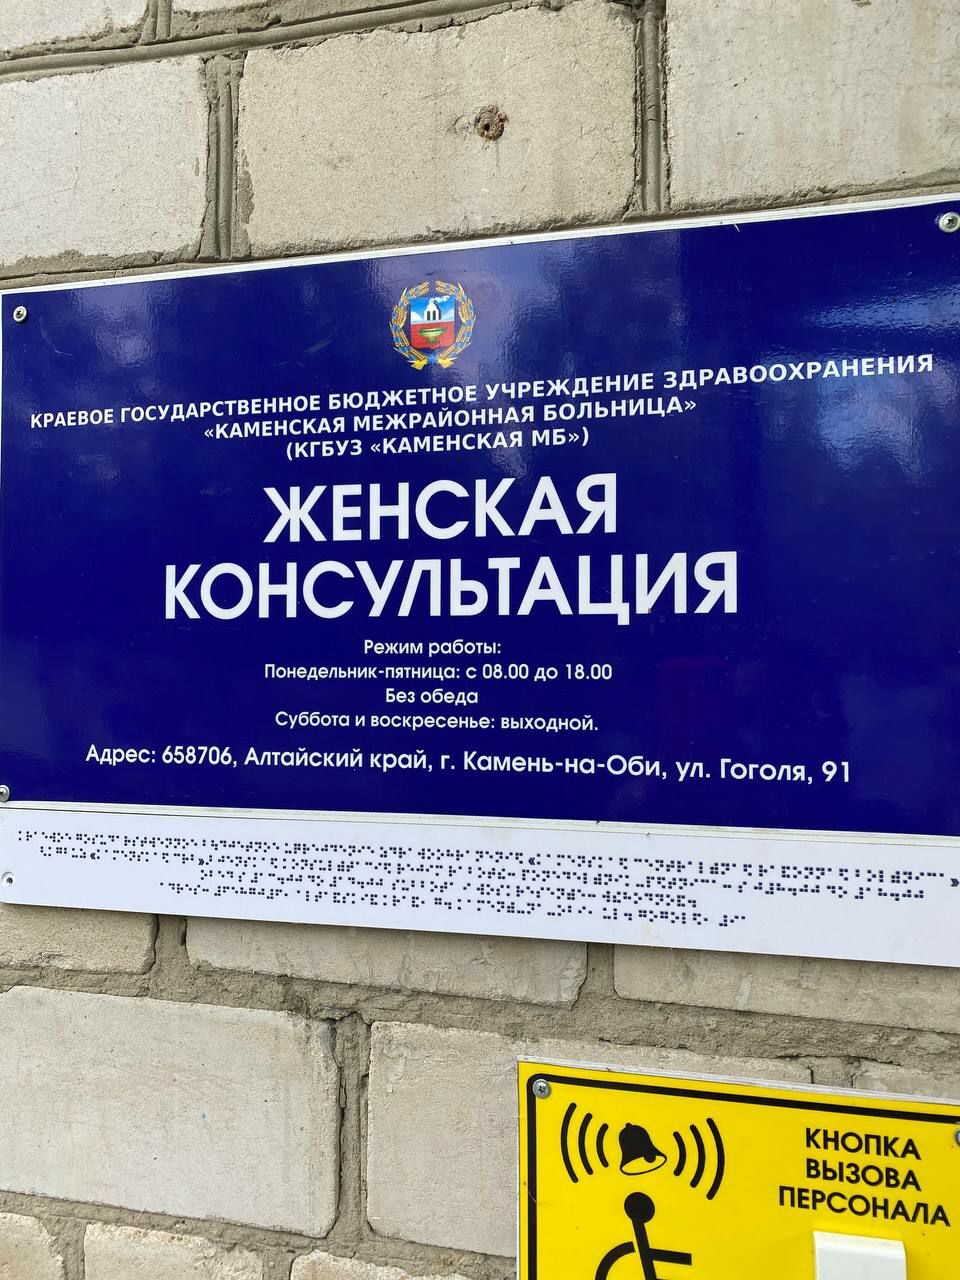 КРАЕВОЕ ГОСУДАРСТВЕННОЕ БЮДЖЕТНОЕ УЧРЕЖДЕНИЕ ЗДРАВООХРАНЕНИЯ
«КАМЕНСКАЯ МЕЖРАЙОННАЯ БОЛЬНИЦА»
(КГБУЗ «КАМЕНСКАЯ МБ»)
ЖЕНСКАЯ
КОНСУЛЬТАЦИЯ
Режим работы:
Понедельник-пятница: с 08.00 до 18.00
Без обеда
Суббота и воскресенье: выходной.
Адрес: 658706, Алтайский край, г. Камень-на-Оби, ул. Гоголя, 91
КНОПКА
ВЫЗОВА
ПЕРСОНАЛА